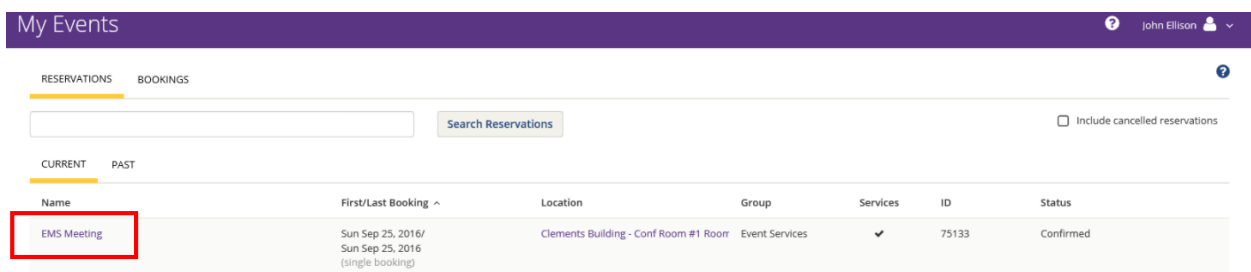 My Events
John Ellison
RESERVATIONS BOOKINGS
Search Reservations
Include cancelled reservations
CURRENT PAST
Name First/Last Booking Location Group Services ID Status
EMS Meeting Sun Sep 25, 2016/ Clements Building - Conf Room #1 Room Event Services 75133 Confirmed
Sun Sep 25, 2016
(single booking)